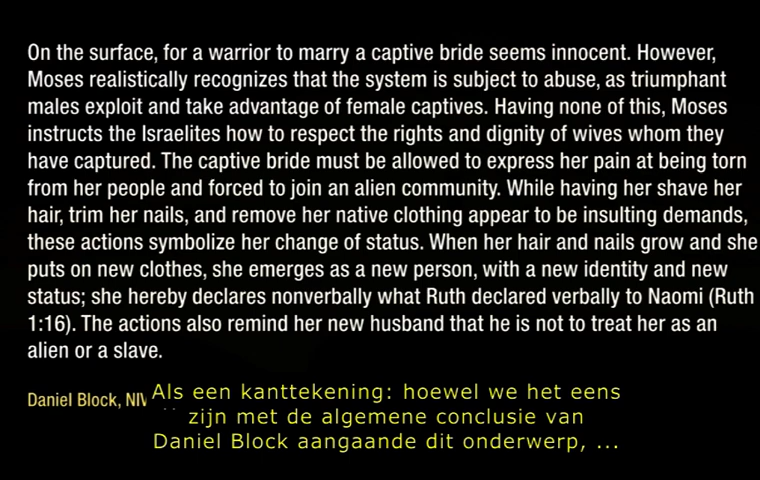 On the surface, for a warrior to marry a captive bride seems innocent. However,
Moses realistically recognizes that the system is subject to abuse, as triumphant
males exploit and take advantage of female captives. Having none of this, Moses
instructs the Israelites how to respect the rights and dignity of wives whom they
have captured. The captive bride must be allowed to express her pain at being torn
from her people and forced to join an alien community. While having her shave her
hair, trim her nails, and remove her native clothing appear to be insulting demands,
these actions symbolize her change of status. When her hair and nails grow and she
puts on new clothes, she emerges as a new person, with a new identity and new
status; she hereby declares nonverbally what Ruth declared verbally to Naomi (Ruth
1:16). The actions also remind her new husband that he is not to treat her as an
alien or a slave.
Daniel Block, NIV
Als een kanttekening: hoewel we het eens
zijn met de algemene conclusie van
Daniel Block aangaande dit onderwerp, ...